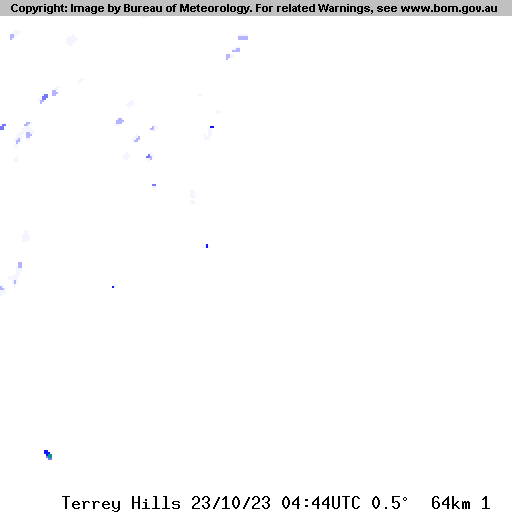 Copyright: Image by Bureau of Meteorology. For related Warnings, see www.bom.gov.au
Terrey Hills 23/10/23 04:44UTC 0.5° 64km 1